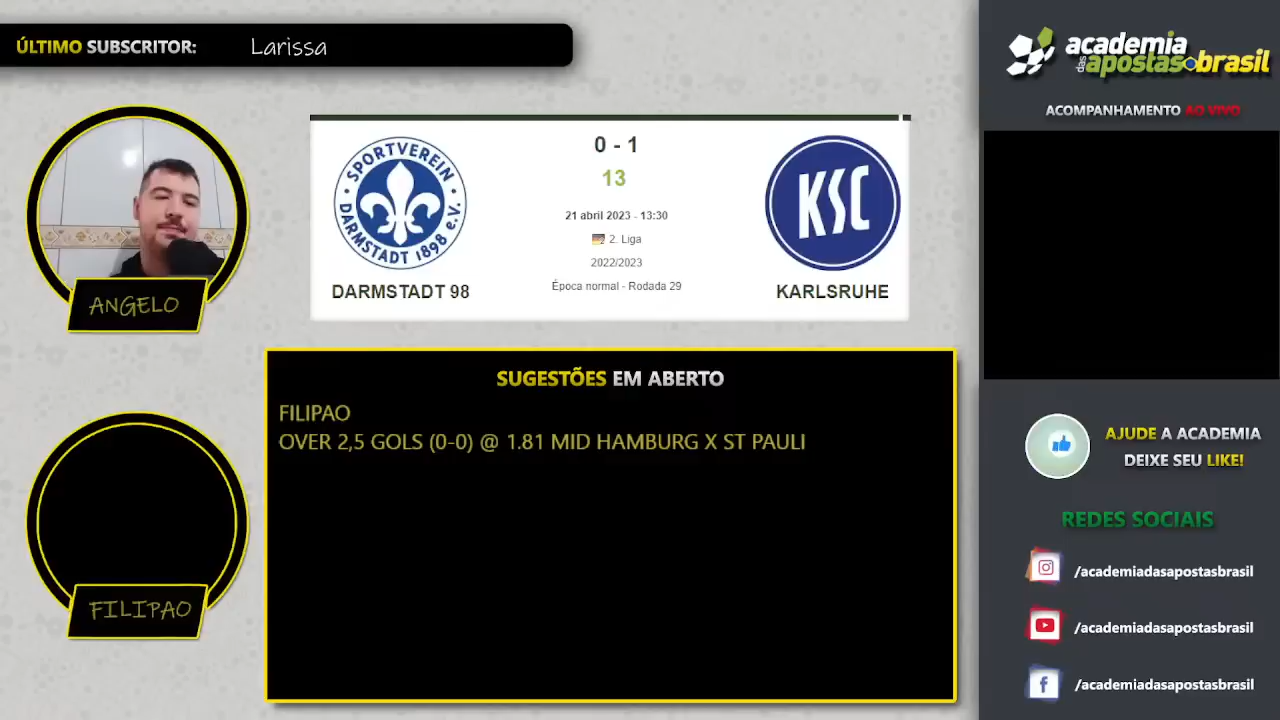 ÚLTIMO SUBSCRITOR: Larissa
ANGELO
FILIPAO
SPORTVEREIN
DARMSTADT 1898 e.V.
DARMSTADT 98
0 - 1
13
21 abril 2023 - 13:30
2. Liga
2022/2023
Época normal - Rodada 29
KSC
KARLSRUHE
SUGESTÕES EM ABERTO
FILIPAO
OVER 2,5 GOLS (0-0) @ 1.81 MID HAMBURG X ST PAULI
academia
das apostas brasil
ACOMPANHAMENTO AO VIVO
AJUDE A ACADEMIA
DEIXE SEU LIKE!
REDES SOCIAIS
/academiadasapostasbrasil
/academiadasapostasbrasil
/academiadasapostasbrasil